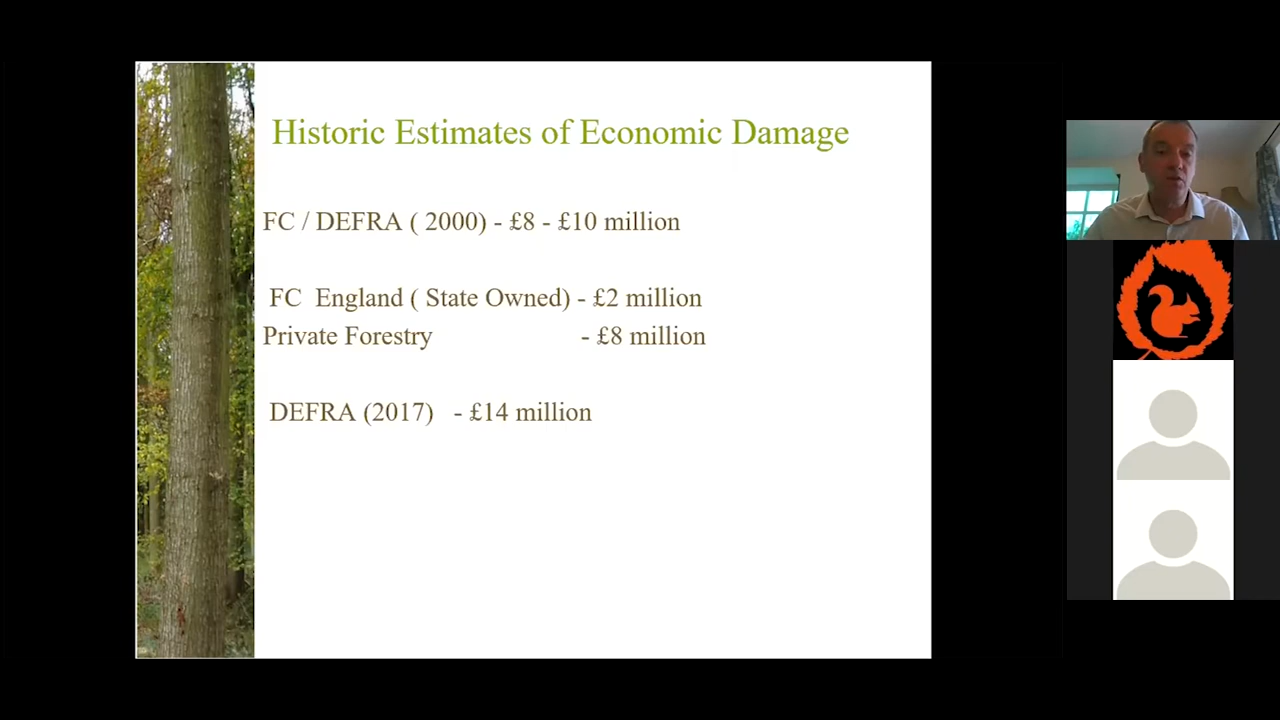 Historic Estimates of Economic Damage
FC / DEFRA ( 2000) - £8 - £10 million
FC England ( State Owned) - £2 million
Private Forestry - £8 million
DEFRA (2017) - £14 million